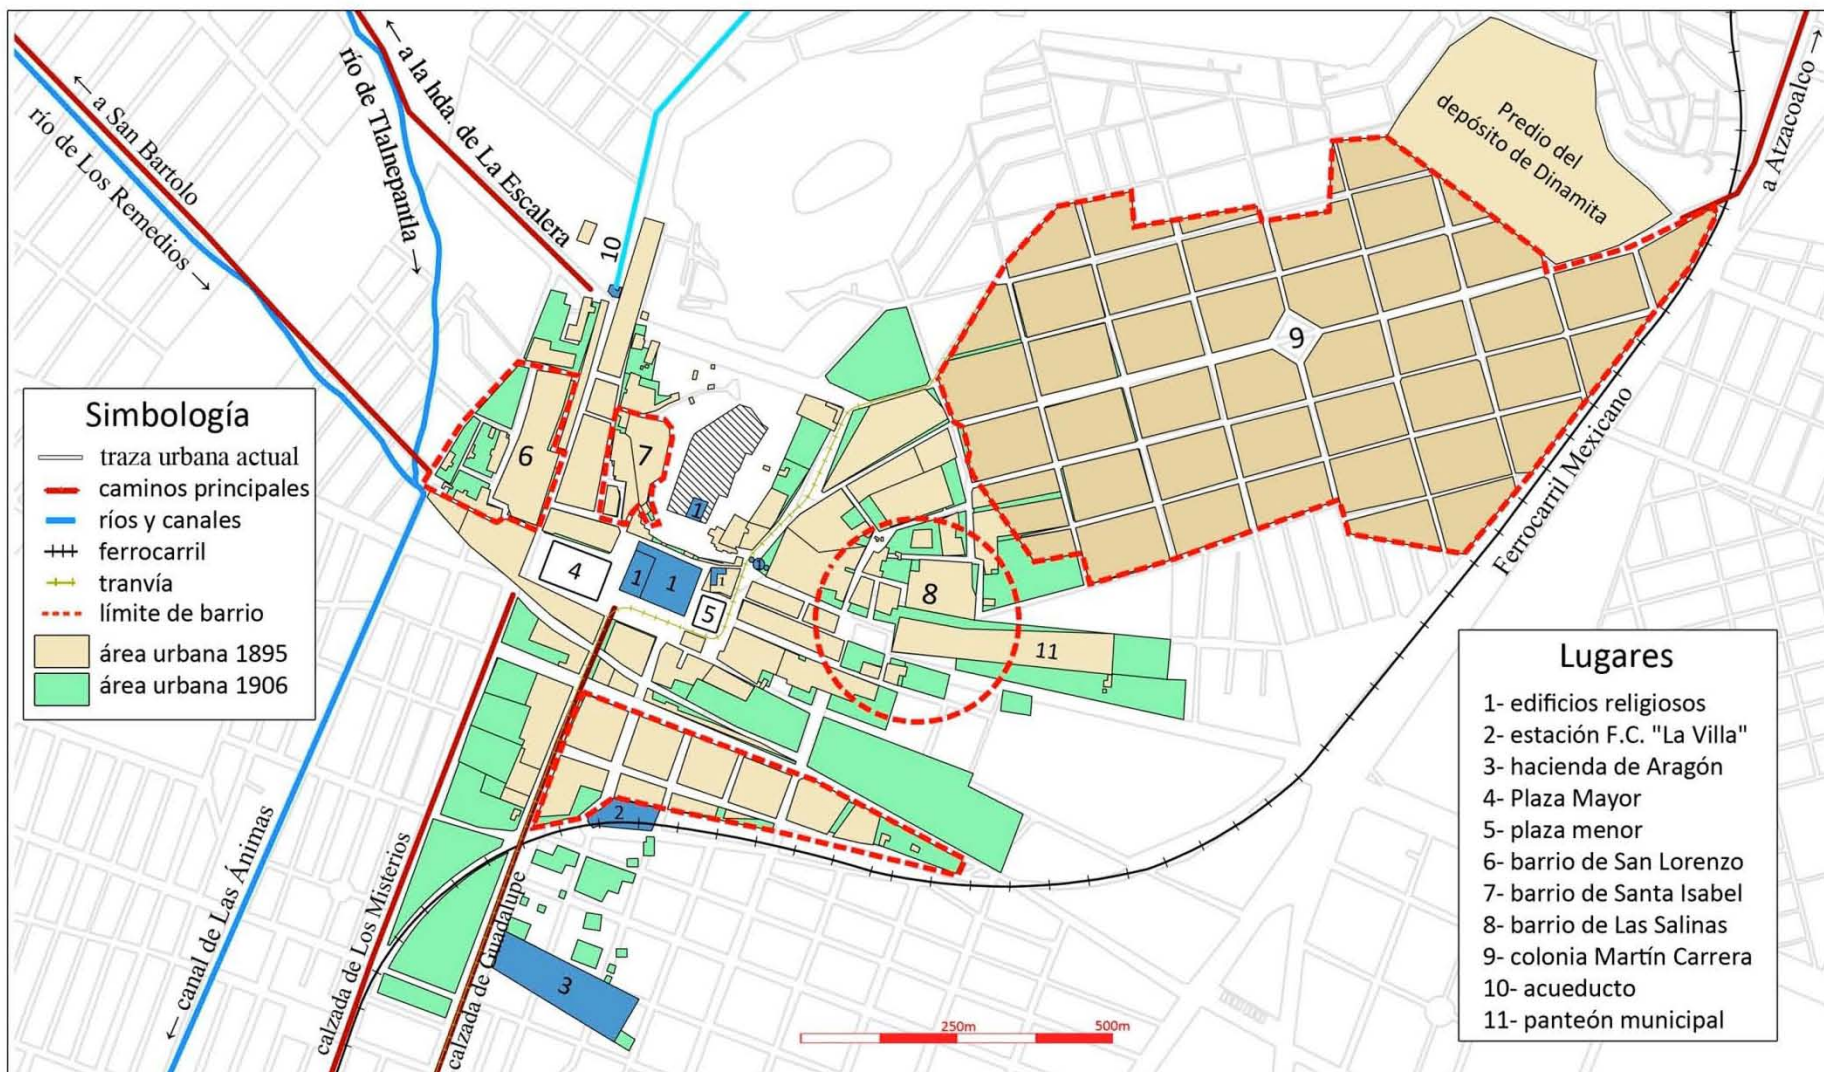 ← a San Bartolo
río de Los Remedios →
río de Tlalnepantla →
← a la hda. de La Escalera
10
Predio del
depósito de Dinamita
a Atzacoalco →
9
6
7
1
4
1
1
1
5
1
8
11
Ferrocarril Mexicano
2
3
← canal de Las Ánimas
calzada de Los Misterios
calzada de Guadalupe
250m
500m
Simbología
traza urbana actual
caminos principales
ríos y canales
ferrocarril
tranvía
límite de barrio
área urbana 1895
área urbana 1906
Lugares
1- edificios religiosos
2- estación F.C. "La Villa"
3- hacienda de Aragón
4- Plaza Mayor
5- plaza menor
6- barrio de San Lorenzo
7- barrio de Santa Isabel
8- barrio de Las Salinas
9- colonia Martín Carrera
10- acueducto
11- panteón municipal